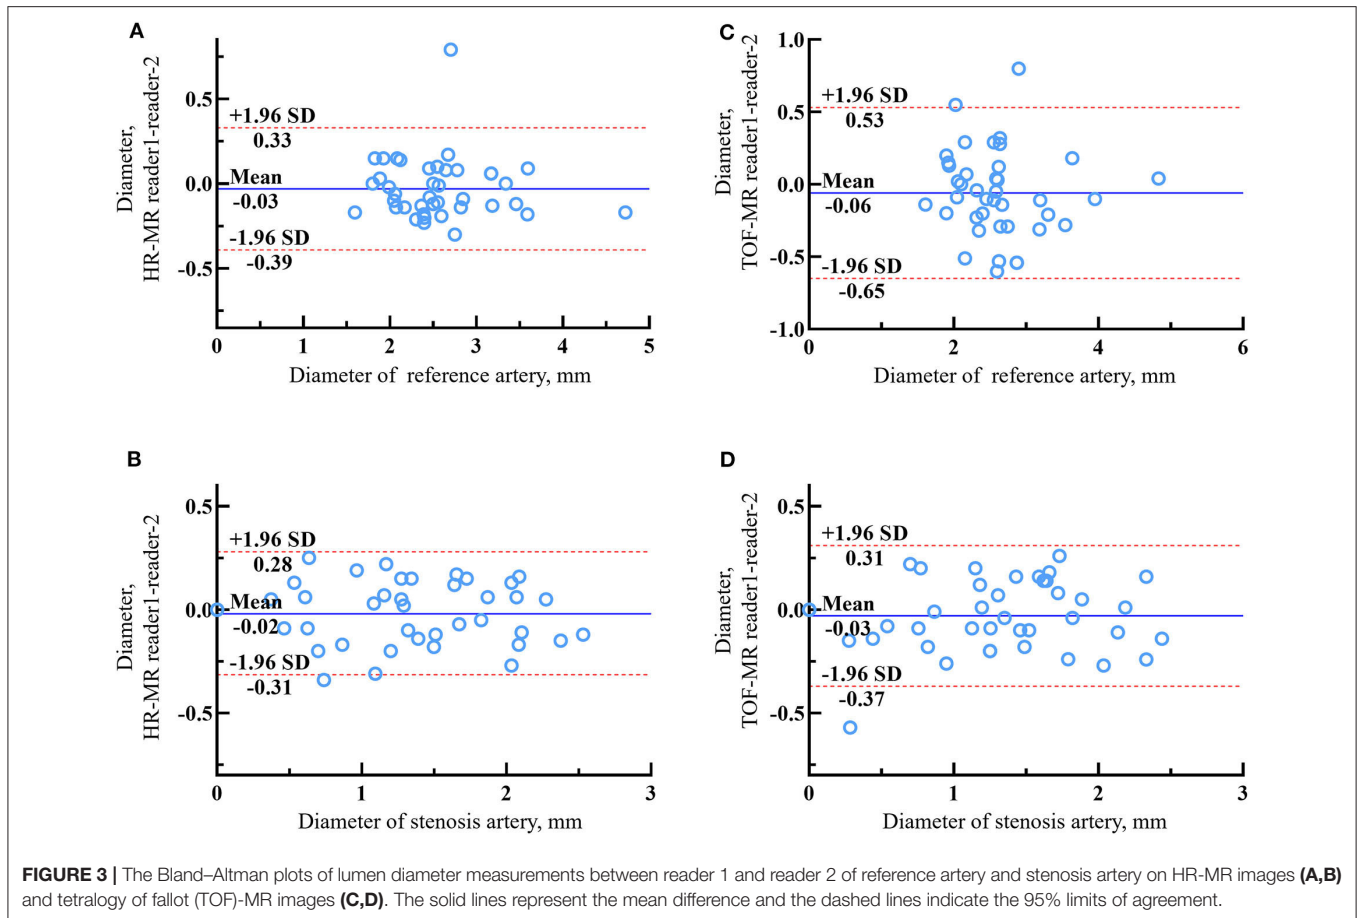 A
Diameter,
HR-MR reader1-reader-2
0.5
0.0
-0.5
+1.96 SD
0.33
Mean
-0.03
-1.96 SD
-0.39
0 1 2 3 4 5
Diameter of reference artery, mm
C
Diameter,
TOF-MR reader1-reader-2
1.0
0.5
0.0
-0.5
-1.0
+1.96 SD
0.53
Mean
-0.06
-1.96 SD
-0.65
0 2 4 6
Diameter of reference artery, mm
B
Diameter,
HR-MR reader1-reader-2
0.5
0.0
-0.5
+1.96 SD
0.28
Mean
-0.02
-1.96 SD
-0.31
0 1 2 3
Diameter of stenosis artery, mm
D
Diameter,
TOF-MR reader1-reader-2
0.5
0.0
-0.5
+1.96 SD
0.31
Mean
-0.03
-1.96 SD
-0.37
0 1 2 3
Diameter of stenosis artery, mm
FIGURE 3 | The Bland–Altman plots of lumen diameter measurements between reader 1 and reader 2 of reference artery and stenosis artery on HR-MR images (A,B)
and tetralogy of fallot (TOF)-MR images (C,D). The solid lines represent the mean difference and the dashed lines indicate the 95% limits of agreement.